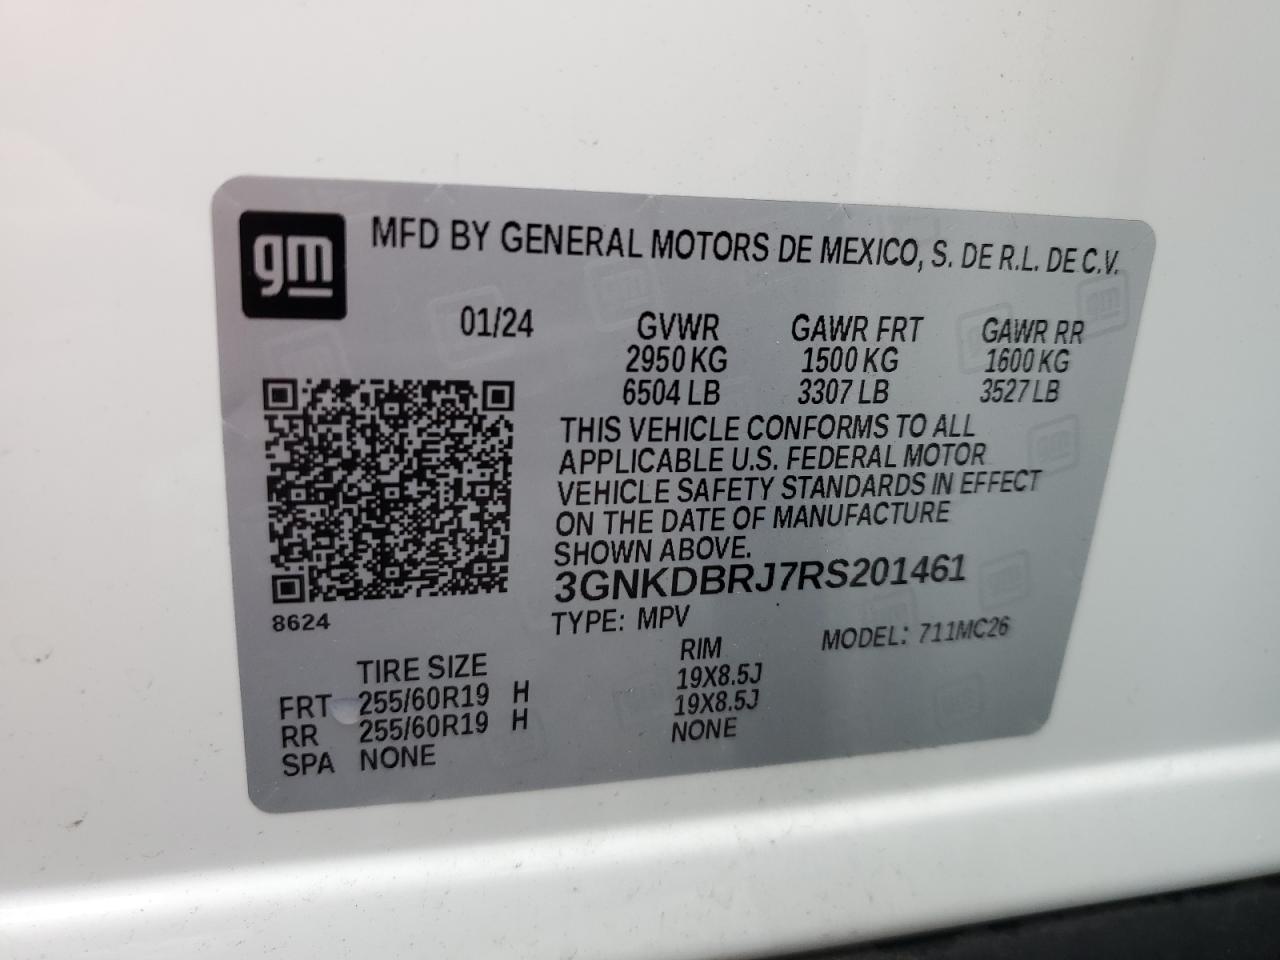 gm
MFD BY GENERAL MOTORS DE MEXICO, S. DE R.L. DE C.V.
01/24 GVWR GAWR FRT GAWR RR
2950 KG 1500 KG 1600 KG
6504 LB 3307 LB 3527 LB
THIS VEHICLE CONFORMS TO ALL
APPLICABLE U.S. FEDERAL MOTOR
VEHICLE SAFETY STANDARDS IN EFFECT
ON THE DATE OF MANUFACTURE
SHOWN ABOVE.
3GNKDBRJ7RS201461
8624
TYPE: MPV MODEL: 711MC26
TIRE SIZE RIM
FRT 255/60R19 H 19X8.5J
RR 255/60R19 H 19X8.5J
SPA NONE NONE